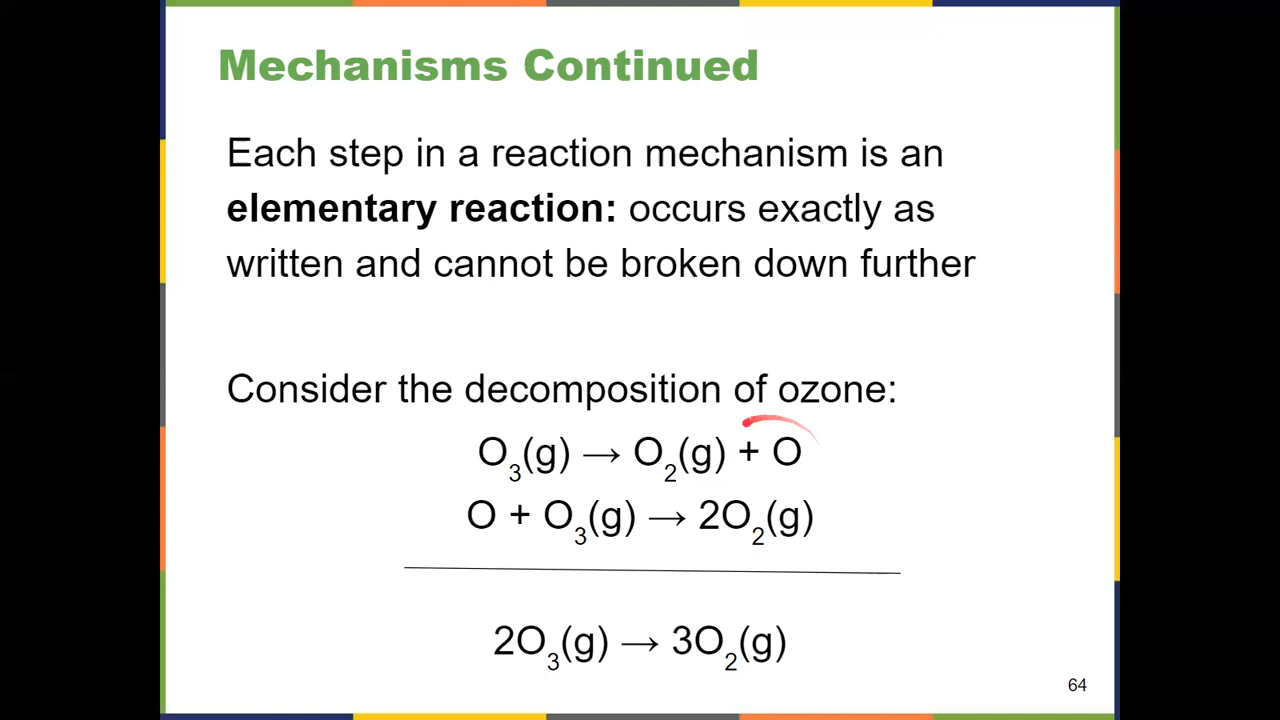 Mechanisms Continued
Each step in a reaction mechanism is an
elementary reaction: occurs exactly as
written and cannot be broken down further
Consider the decomposition of ozone:
O₃(g) → O₂(g) + O
O + O₃(g) → 2O₂(g)
2O₃(g) → 3O₂(g)
64